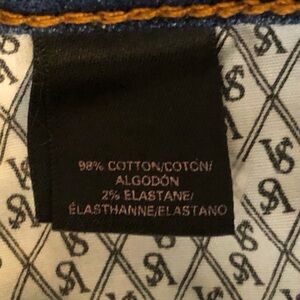 98% COTTON/COTON/
ALGODÓN
2% ELASTANE/
ÉLASTHANNE/ELASTANO